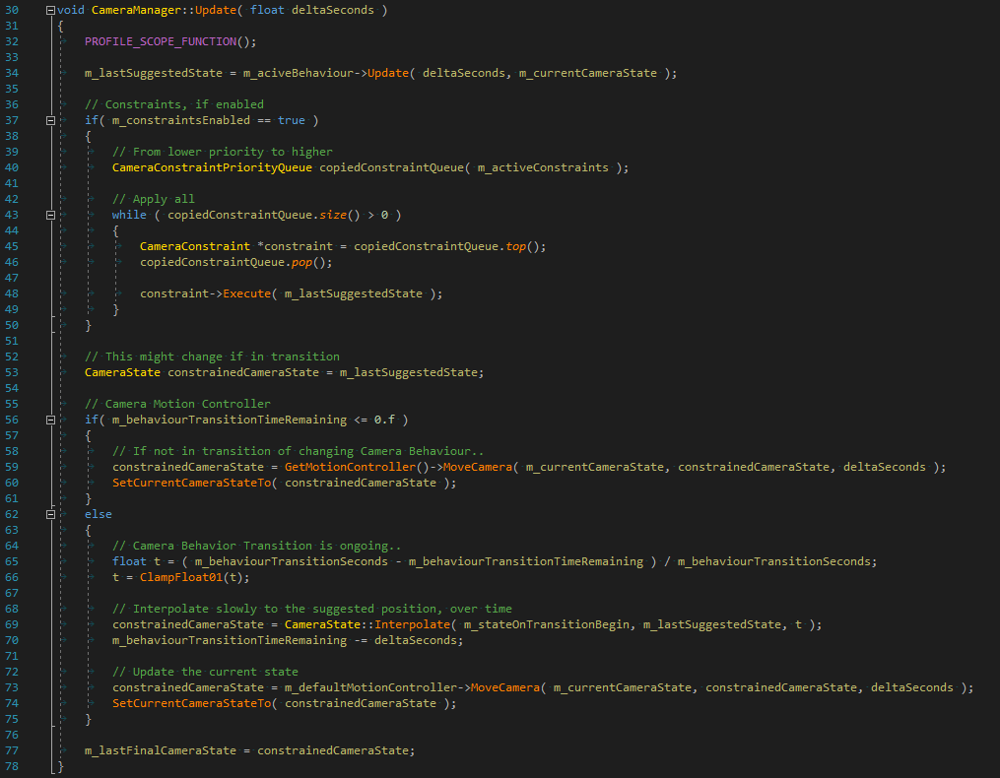 30 void CameraManager::Update( float deltaSeconds )
31 {
32 PROFILE_SCOPE_FUNCTION();
33
34 m_lastSuggestedState = m_aciveBehaviour->Update( deltaSeconds, m_currentCameraState );
35
36 // Constraints, if enabled
37 if( m_constraintsEnabled == true )
38 {
39 // From lower priority to higher
40 CameraConstraintPriorityQueue copiedConstraintQueue( m_activeConstraints );
41
42 // Apply all
43 while ( copiedConstraintQueue.size() > 0 )
44 {
45 CameraConstraint *constraint = copiedConstraintQueue.top();
46 copiedConstraintQueue.pop();
47
48 constraint->Execute( m_lastSuggestedState );
49 }
50 }
51
52 // This might change if in transition
53 CameraState constrainedCameraState = m_lastSuggestedState;
54
55 // Camera Motion Controller
56 if( m_behaviourTransitionTimeRemaining <= 0.f )
57 {
58 // If not in transition of changing Camera Behaviour..
59 constrainedCameraState = GetMotionController()->MoveCamera( m_currentCameraState, constrainedCameraState, deltaSeconds );
60 SetCurrentCameraStateTo( constrainedCameraState );
61 }
62 else
63 {
64 // Camera Behavior Transition is ongoing..
65 float t = ( m_behaviourTransitionSeconds - m_behaviourTransitionTimeRemaining ) / m_behaviourTransitionSeconds;
66 t = ClampFloat01(t);
67
68 // Interpolate slowly to the suggested position, over time
69 constrainedCameraState = CameraState::Interpolate( m_stateOnTransitionBegin, m_lastSuggestedState, t );
70 m_behaviourTransitionTimeRemaining -= deltaSeconds;
71
72 // Update the current state
73 constrainedCameraState = m_defaultMotionController->MoveCamera( m_currentCameraState, constrainedCameraState, deltaSeconds );
74 SetCurrentCameraStateTo( constrainedCameraState );
75 }
76
77 m_lastFinalCameraState = constrainedCameraState;
78 }